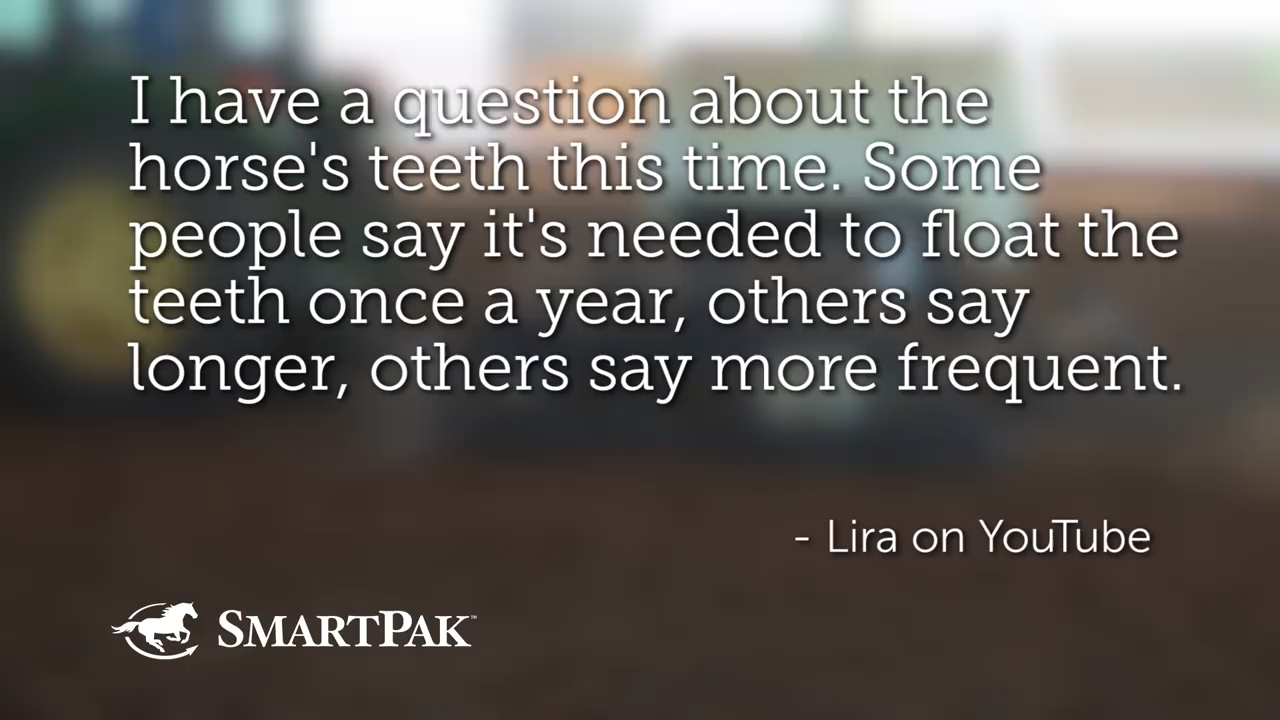 I have a question about the
horse's teeth this time. Some
people say it's needed to float the
teeth once a year, others say
longer, others say more frequent.
- Lira on YouTube
SMARTPAK™